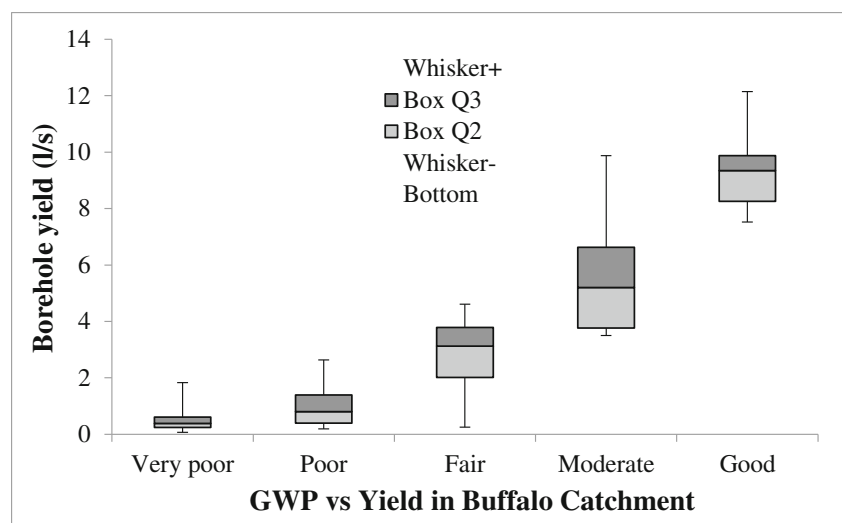 14
12
10
8
6
4
2
0
Borehole yield (l/s)
Whisker+
Box Q3
Box Q2
Whisker-
Bottom
Very poor Poor Fair Moderate Good
GWP vs Yield in Buffalo Catchment